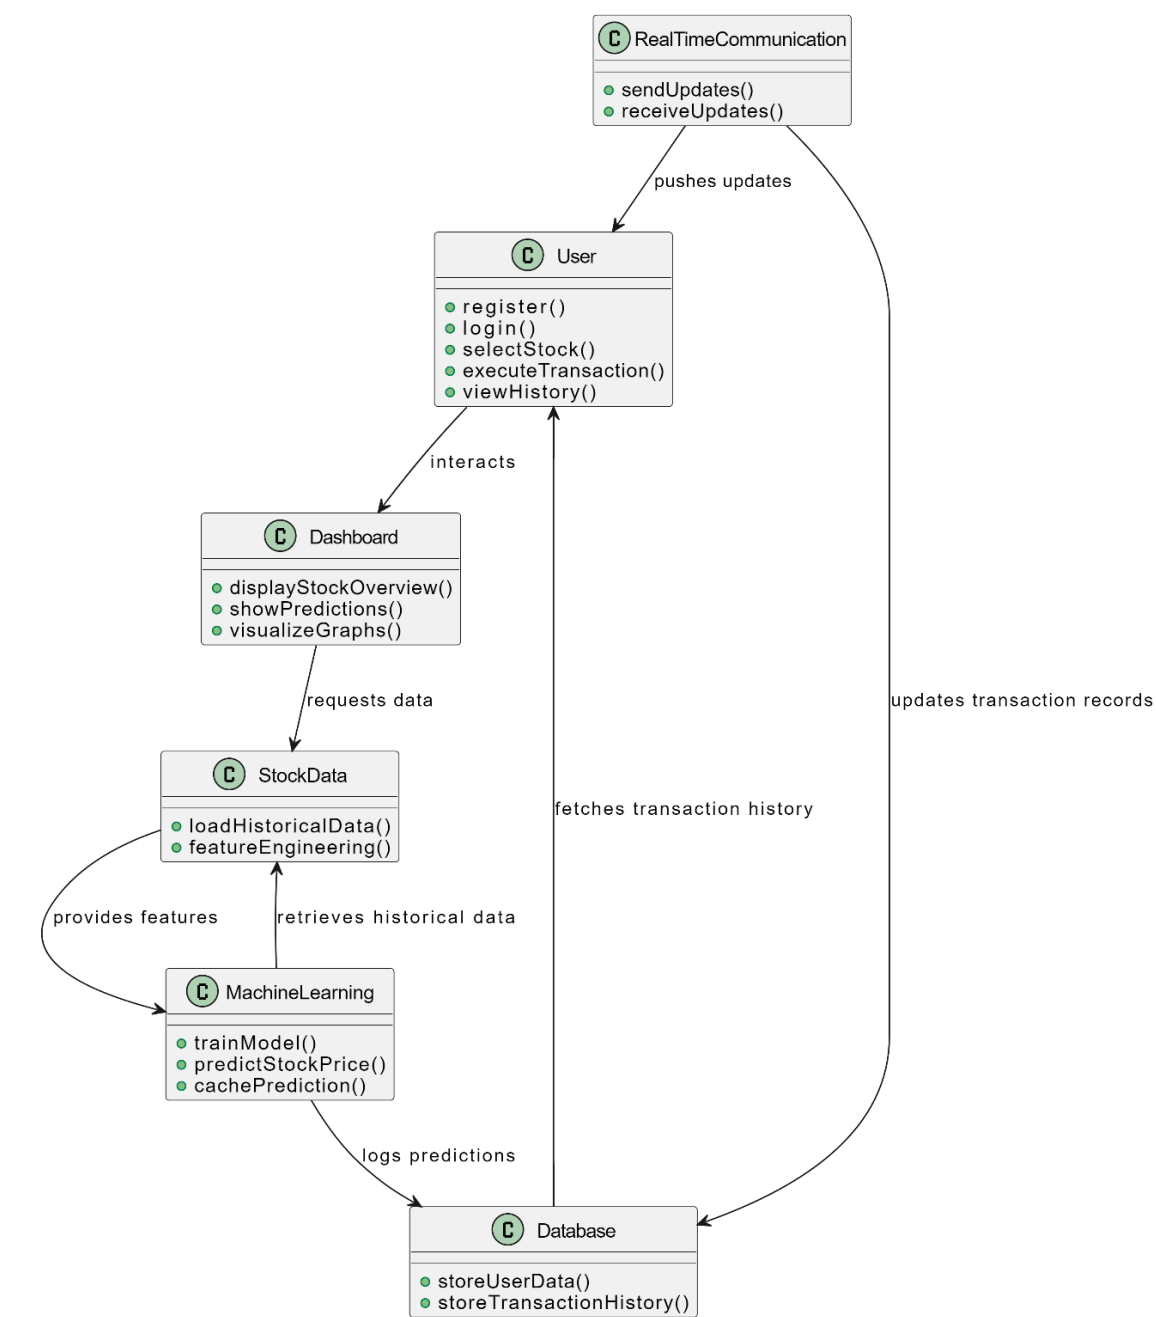 C RealTimeCommunication
sendUpdates()
receiveUpdates()
pushes updates
C User
register()
login()
selectStock()
executeTransaction()
viewHistory()
interacts
C Dashboard
displayStockOverview()
showPredictions()
visualizeGraphs()
requests data
updates transaction records
C StockData
loadHistoricalData()
featureEngineering()
fetches transaction history
provides features
retrieves historical data
C MachineLearning
trainModel()
predictStockPrice()
cachePrediction()
logs predictions
C Database
storeUserData()
storeTransactionHistory()